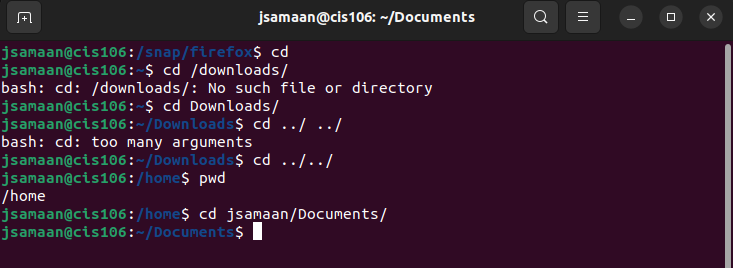 jsamaan@cis106: ~/Documents
jsamaan@cis106:/snap/firefox$ cd
jsamaan@cis106:~$ cd /downloads/
bash: cd: /downloads/: No such file or directory
jsamaan@cis106:~$ cd Downloads/
jsamaan@cis106:~/Downloads$ cd ../ ../
bash: cd: too many arguments
jsamaan@cis106:~/Downloads$ cd ../../
jsamaan@cis106:/home$ pwd
/home
jsamaan@cis106:/home$ cd jsamaan/Documents/
jsamaan@cis106:~/Documents$